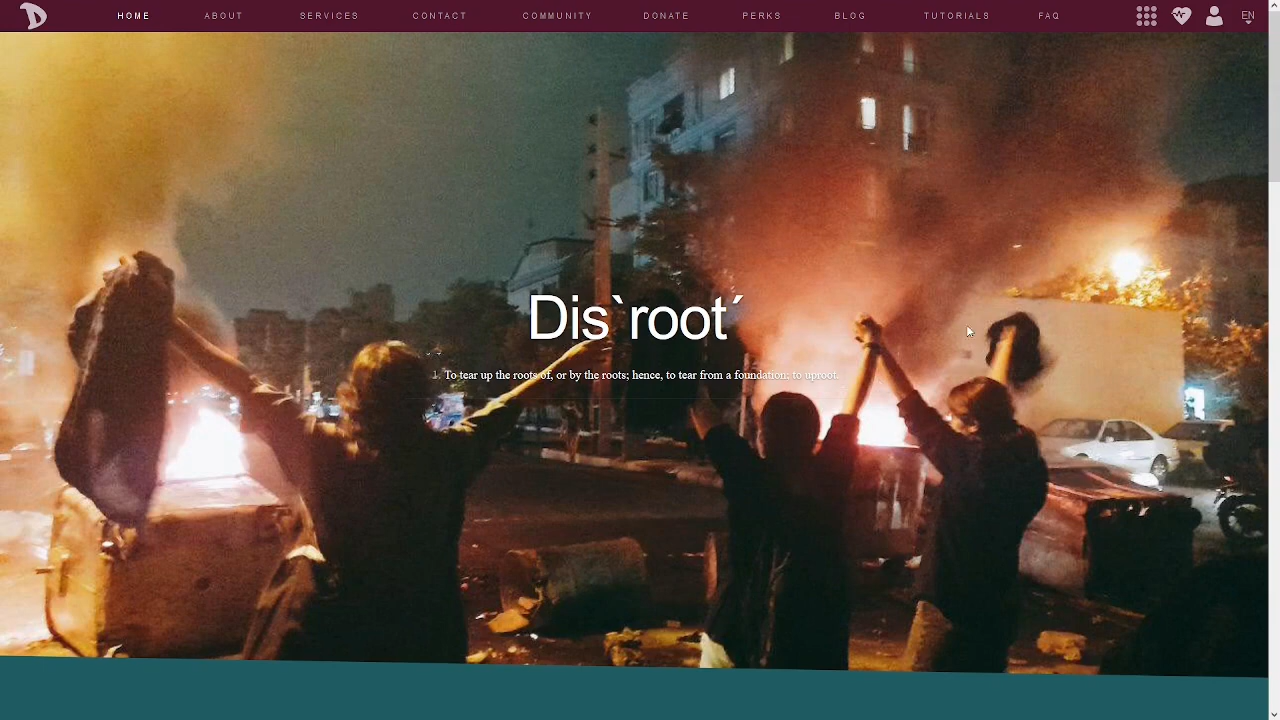 HOME ABOUT SERVICES CONTACT COMMUNITY DONATE PERKS BLOG TUTORIALS FAQ EN
Dis`root´
1. To tear up the roots of, or by the roots; hence, to tear from a foundation; to uproot.